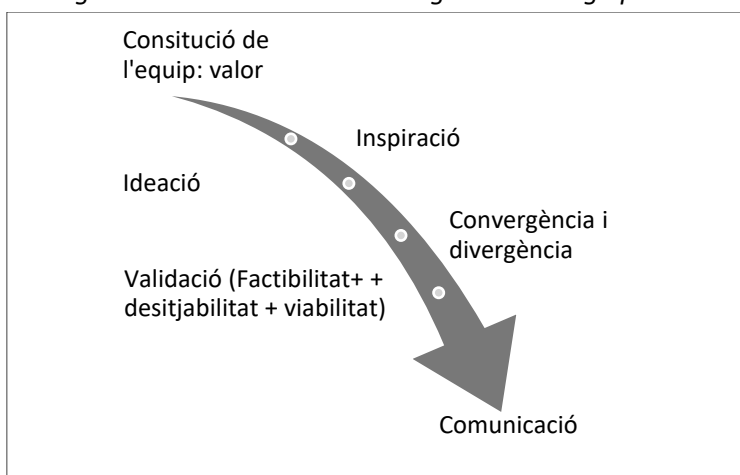 Consitució de
l'equip: valor
Inspiració
Ideació
Convergència i
divergència
Validació (Factibilitat+ +
desitjabilitat + viabilitat)
Comunicació